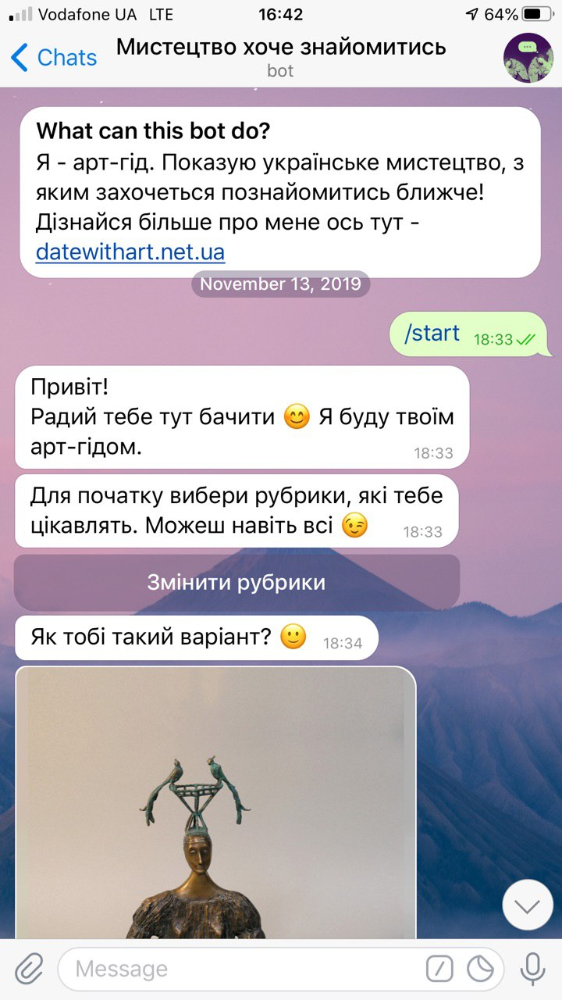 Vodafone UA LTE 16:42 64%
Chats Мистецтво хоче знайомитись
bot
What can this bot do?
Я - арт-гід. Показую українське мистецтво, з
яким захочеться познайомитись ближче!
Дізнайся більше про мене ось тут -
datewithart.net.ua
November 13, 2019
/start 18:33
Привіт!
Радий тебе тут бачити 😊 Я буду твоїм
арт-гідом. 18:33
Для початку вибери рубрики, які тебе
цікавлять. Можеш навіть всі 😉 18:33
Змінити рубрики
Як тобі такий варіант? 🙂 18:34
Message